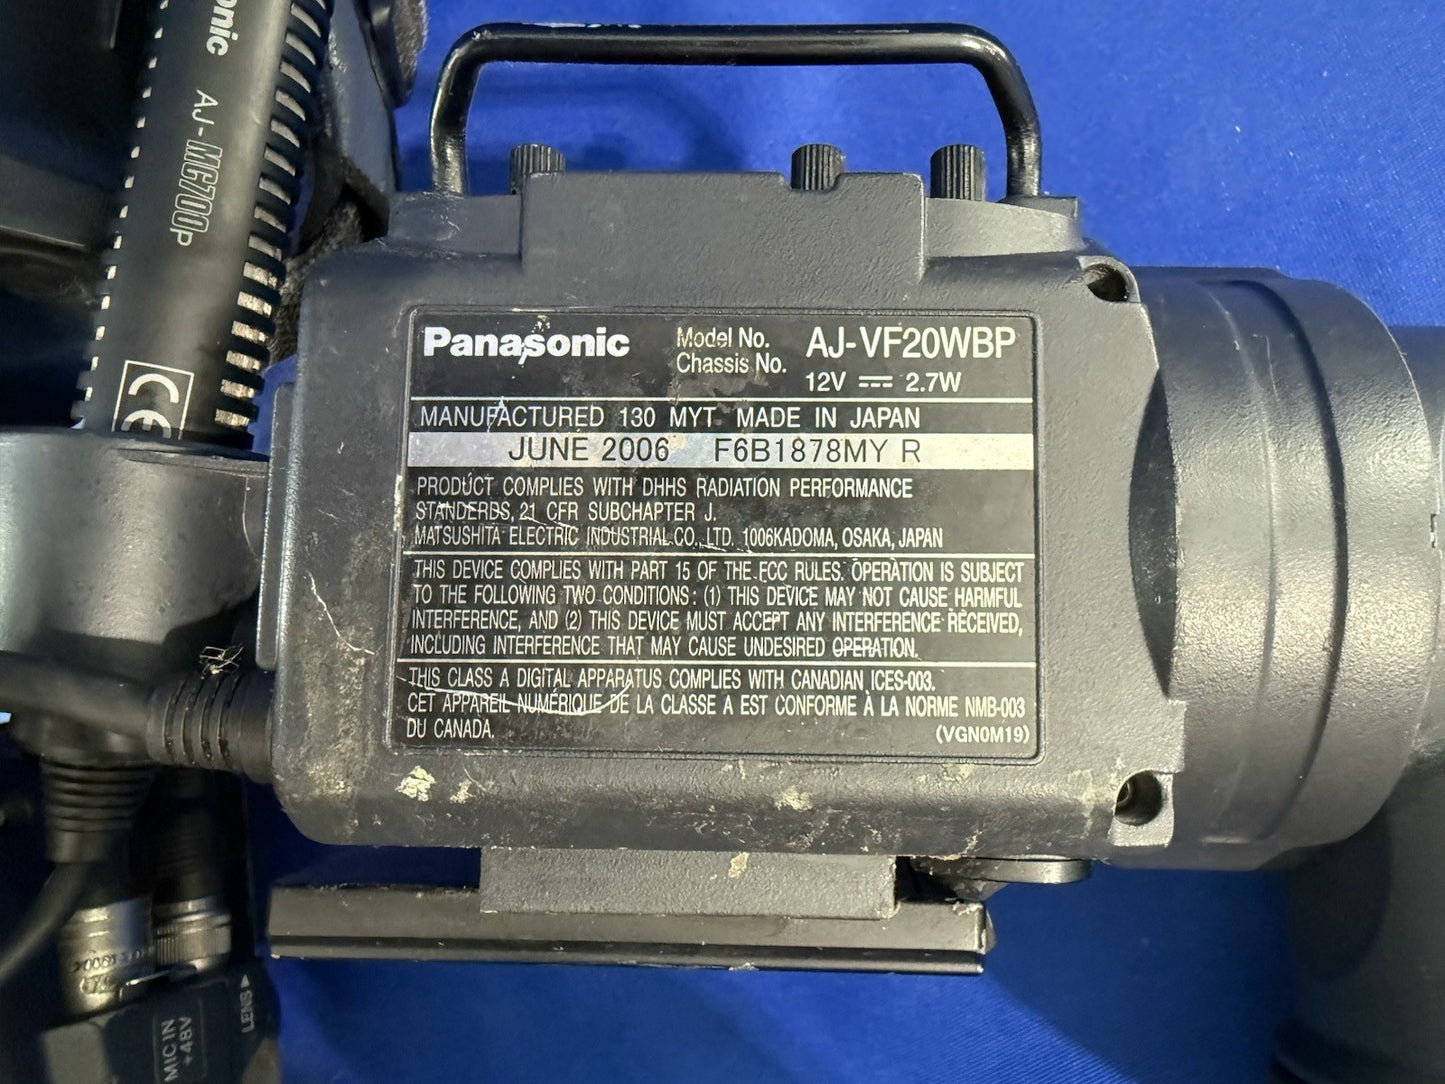 onic AJ-MC700P
CE
Panasonic
Model No. AJ-VF20WBP
Chassis No.
12V ⎓ 2.7W
MANUFACTURED 130 MYT. MADE IN JAPAN
JUNE 2006 F6B1878MY R
PRODUCT COMPLIES WITH DHHS RADIATION PERFORMANCE
STANDERDS, 21 CFR SUBCHAPTER J.
MATSUSHITA ELECTRIC INDUSTRIAL CO., LTD. 1006KADOMA, OSAKA, JAPAN
THIS DEVICE COMPLIES WITH PART 15 OF THE FCC RULES. OPERATION IS SUBJECT
TO THE FOLLOWING TWO CONDITIONS: (1) THIS DEVICE MAY NOT CAUSE HARMFUL
INTERFERENCE, AND (2) THIS DEVICE MUST ACCEPT ANY INTERFERENCE RECEIVED,
INCLUDING INTERFERENCE THAT MAY CAUSE UNDESIRED OPERATION.
THIS CLASS A DIGITAL APPARATUS COMPLIES WITH CANADIAN ICES-003.
CET APPAREIL NUMÉRIQUE DE LA CLASSE A EST CONFORME À LA NORME NMB-003
DU CANADA.
(VGN0M19)
LENS
MIC IN
+48V